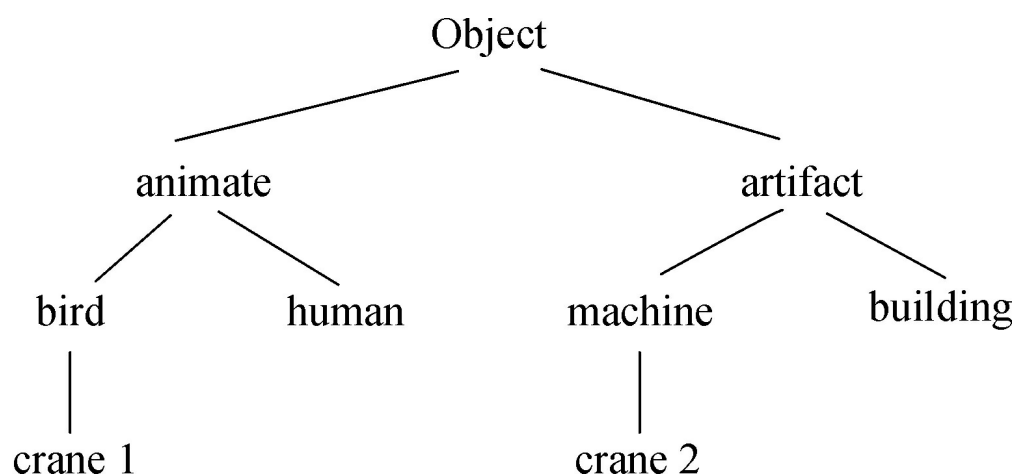 Object
animate
artifact
bird
human
machine
building
crane 1
crane 2